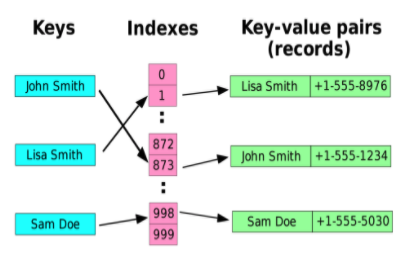 Keys
Indexes
Key-value pairs
(records)
John Smith
Lisa Smith
Sam Doe
0
1
:
872
873
:
998
999
Lisa Smith +1-555-8976
John Smith +1-555-1234
Sam Doe +1-555-5030